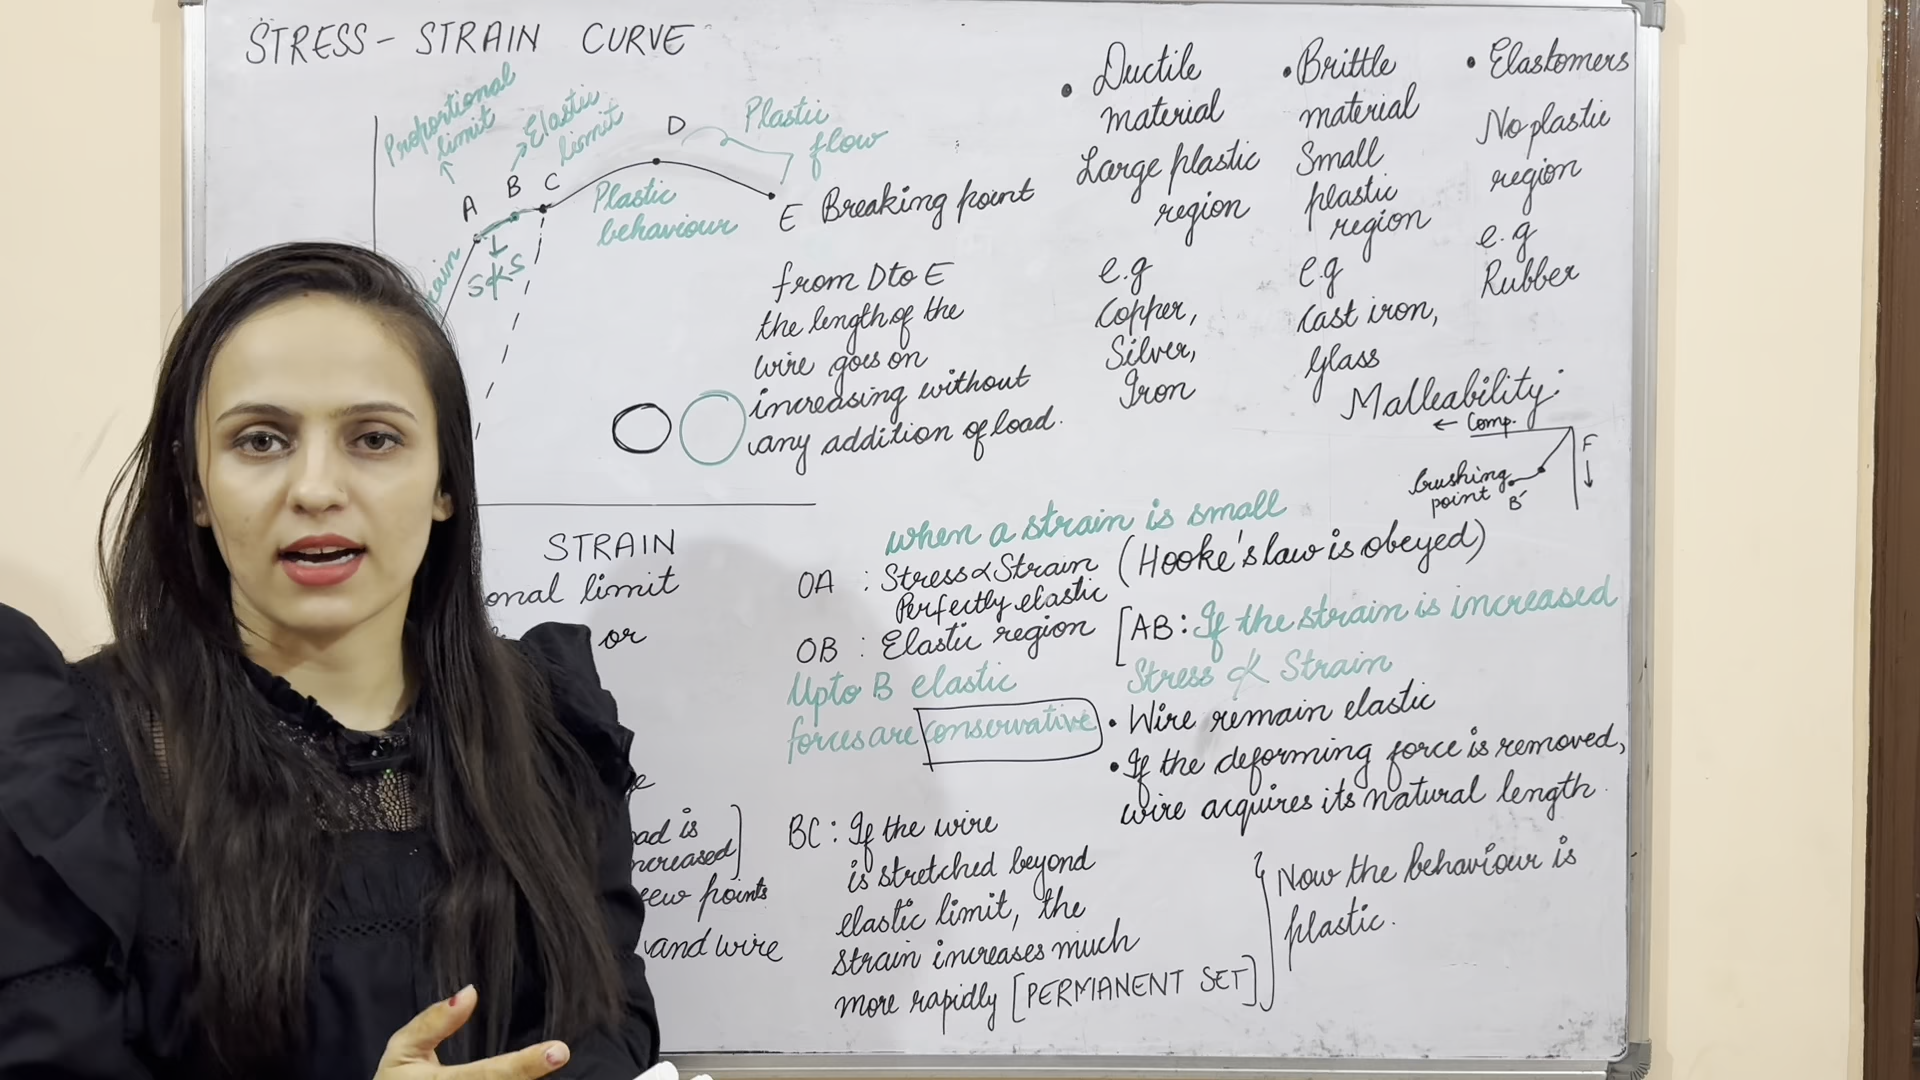 STRESS - STRAIN CURVE
Proportional
limit
Elastic
limit
A
B
C
D
Plastic
flow
Plastic
behaviour
E Breaking point
S∝̸S
from D to E
the length of the
wire goes on
increasing without
any addition of load.
• Ductile
material
Large plastic
region
e.g
Copper,
Silver,
Iron
• Brittle
material
Small
plastic
region
e.g
Cast iron,
Glass
• Elastomers
No plastic
region
e.g
Rubber
Malleability:
← Comp.
F
Crushing
point
B'
STRAIN
onal limit
or
ad is
ncreased]
few points
and wire
when a strain is small
OA : Stress ∝ Strain (Hooke's law is obeyed)
Perfectly elastic
OB : Elastic region
Upto B elastic
forces are conservative
[AB: If the strain is increased
Stress ∝̸ Strain
• Wire remain elastic
• If the deforming force is removed,
wire acquires its natural length.
BC : If the wire
is stretched beyond
elastic limit, the
strain increases much
more rapidly [PERMANENT SET]
Now the behaviour is
plastic.